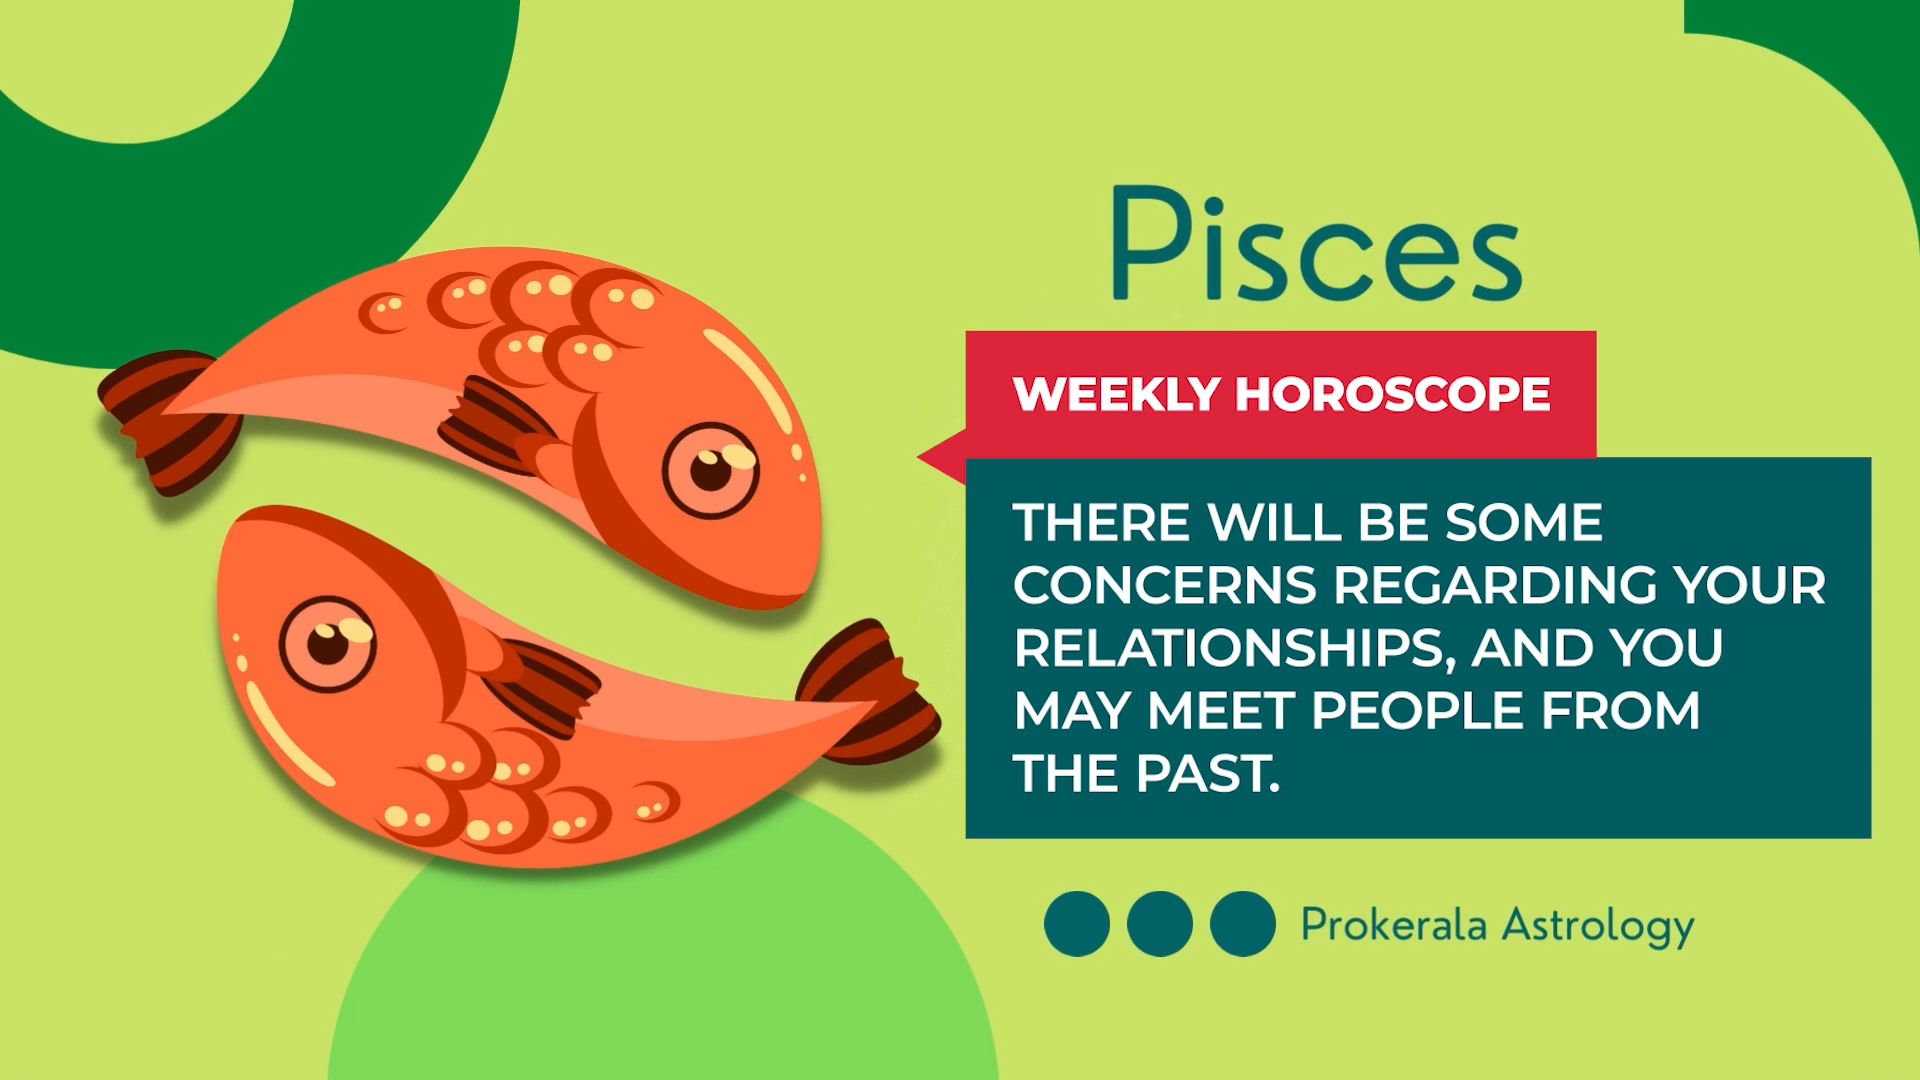 Pisces
WEEKLY HOROSCOPE
THERE WILL BE SOME
CONCERNS REGARDING YOUR
RELATIONSHIPS, AND YOU
MAY MEET PEOPLE FROM
THE PAST.
Prokerala Astrology